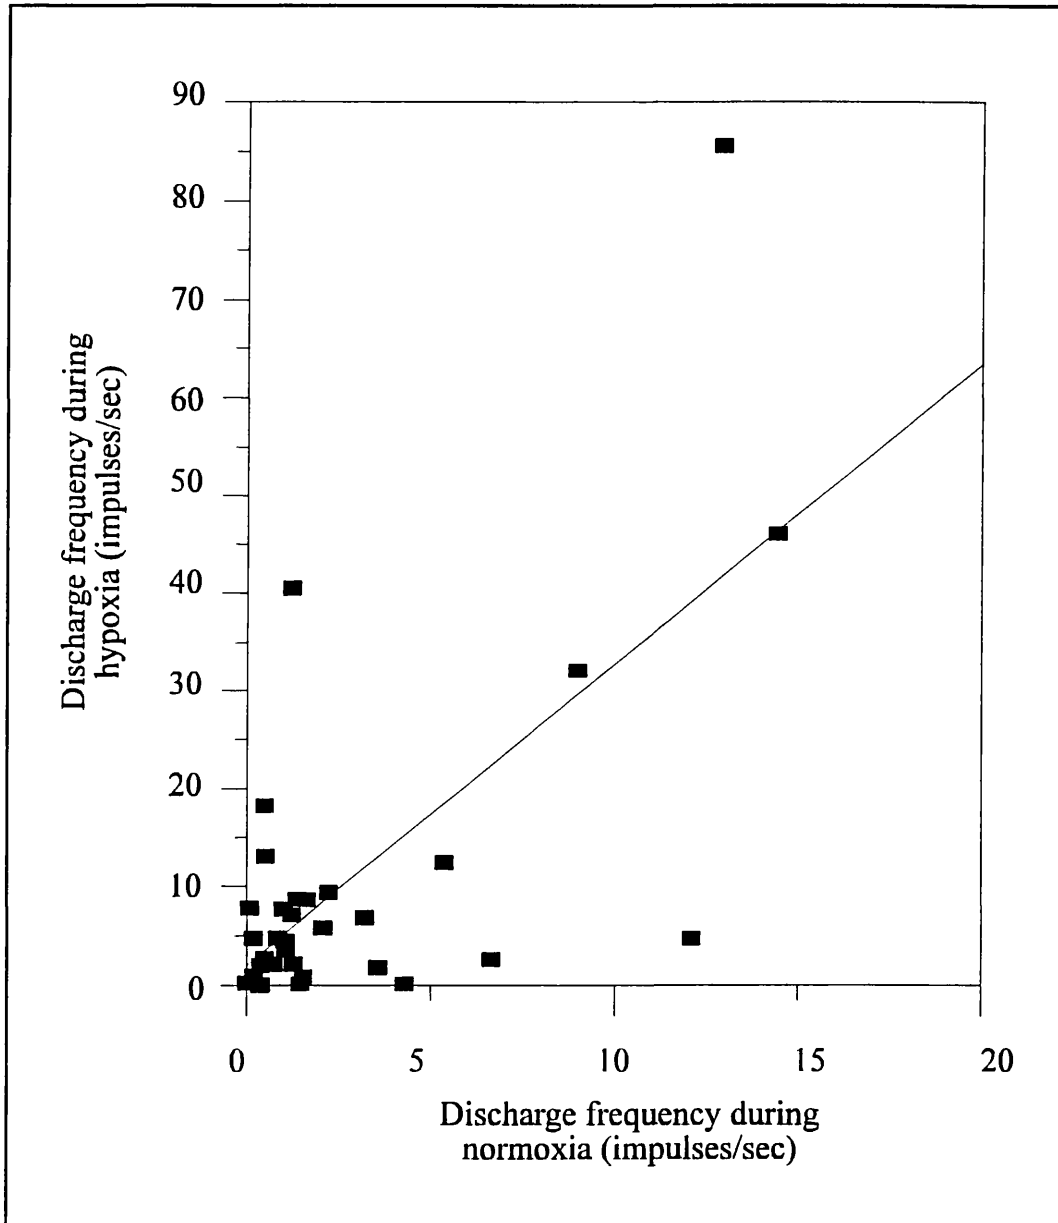 90
80
70
60
50
40
30
20
10
0
Discharge frequency during
hypoxia (impulses/sec)
0 5 10 15 20
Discharge frequency during
normoxia (impulses/sec)